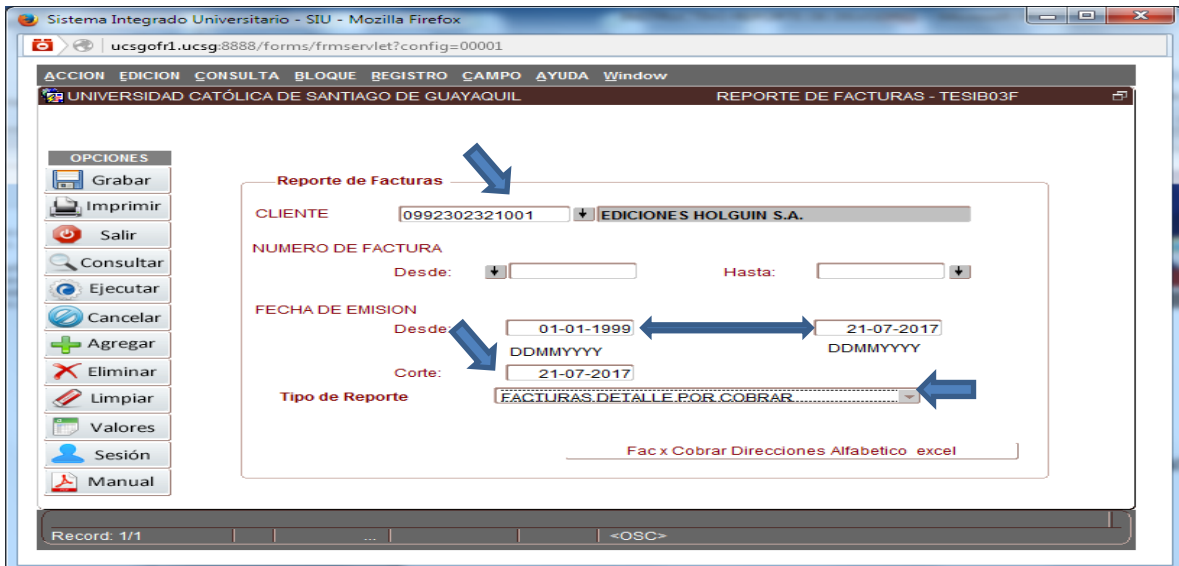 Sistema Integrado Universitario - SIU - Mozilla Firefox
ucsgofr1.ucsg:8888/forms/frmservlet?config=00001
ACCION EDICION CONSULTA BLOQUE REGISTRO CAMPO AYUDA Window
UNIVERSIDAD CATÓLICA DE SANTIAGO DE GUAYAQUIL REPORTE DE FACTURAS - TESIB03F
OPCIONES
Grabar
Imprimir
Salir
Consultar
Ejecutar
Cancelar
Agregar
Eliminar
Limpiar
Valores
Sesión
Manual
Reporte de Facturas
CLIENTE 0992302321001 EDICIONES HOLGUIN S.A.
NUMERO DE FACTURA
Desde: Hasta:
FECHA DE EMISION
Desde: 01-01-1999 21-07-2017
DDMMYYYY DDMMYYYY
Corte: 21-07-2017
Tipo de Reporte FACTURAS DETALLE POR COBRAR
Fac x Cobrar Direcciones Alfabetico excel
Record: 1/1 ... <OSC>